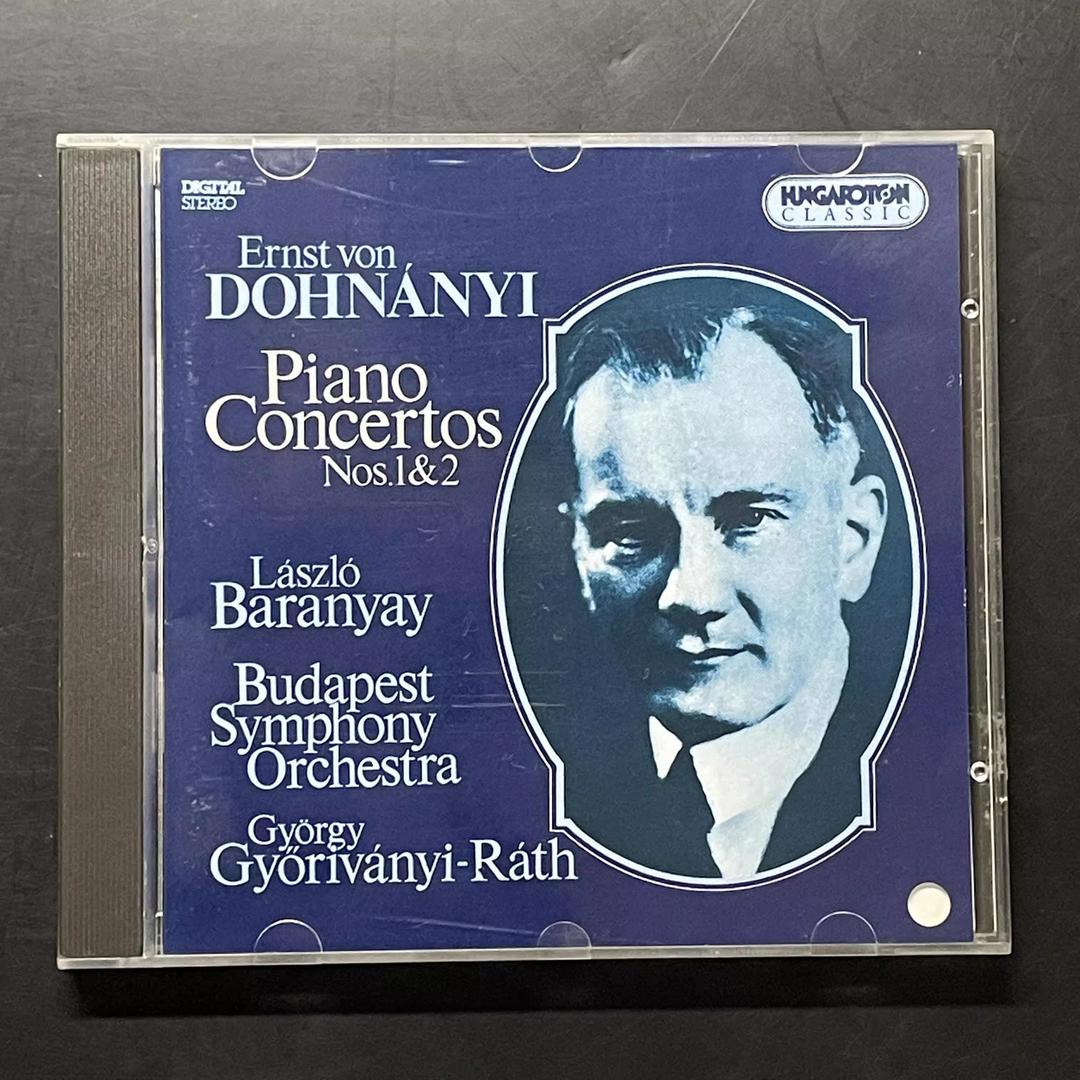 DIGITAL
STEREO
HUNGAROTON
CLASSIC
Ernst von
DOHNÁNYI
Piano
Concertos
Nos.1&2
László
Baranyay
Budapest
Symphony
Orchestra
György
Győriványi-Ráth